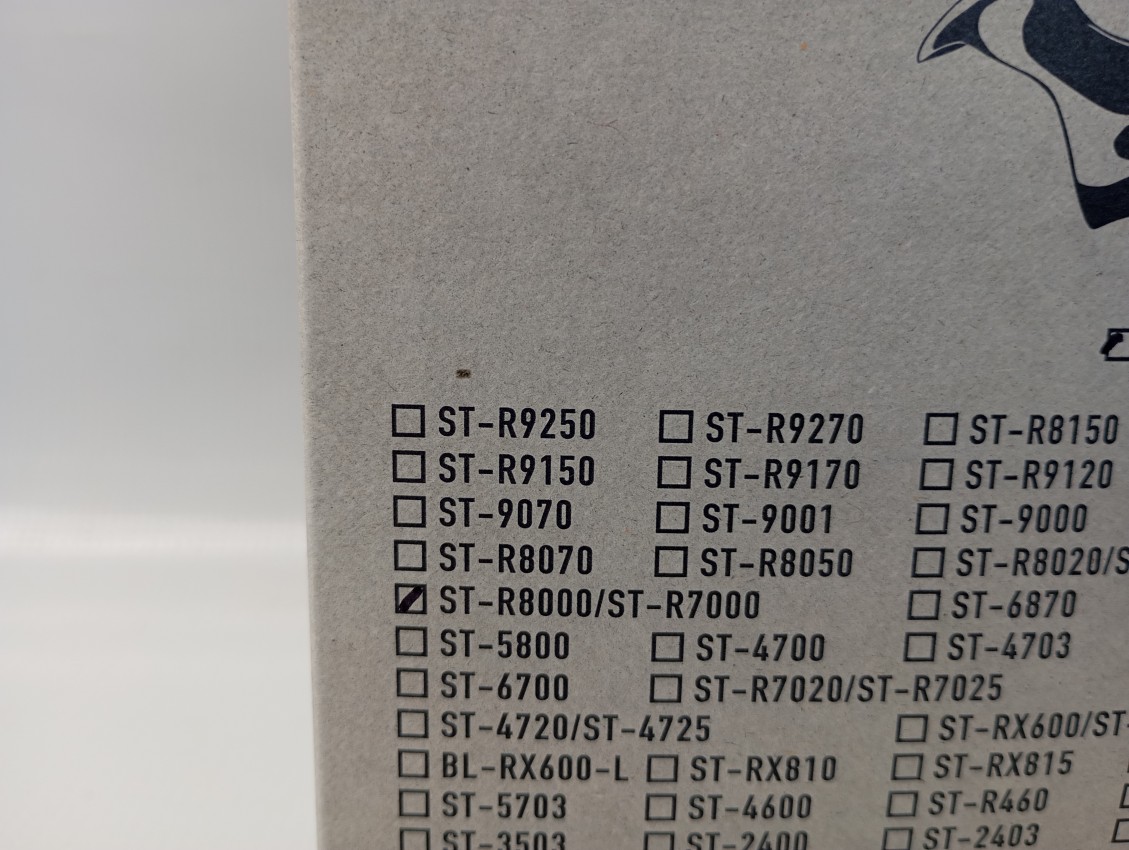 ☐ ST-R9250 ☐ ST-R9270 ☐ ST-R8150
☐ ST-R9150 ☐ ST-R9170 ☐ ST-R9120
☐ ST-9070 ☐ ST-9001 ☐ ST-9000
☐ ST-R8070 ☐ ST-R8050 ☐ ST-R8020/S
☑ ST-R8000/ST-R7000 ☐ ST-6870
☐ ST-5800 ☐ ST-4700 ☐ ST-4703
☐ ST-6700 ☐ ST-R7020/ST-R7025
☐ ST-4720/ST-4725 ☐ ST-RX600/ST-
☐ BL-RX600-L ☐ ST-RX810 ☐ ST-RX815
☐ ST-5703 ☐ ST-4600 ☐ ST-R460
☐ ST-3503 ☐ ST-2400 ☐ ST-2403